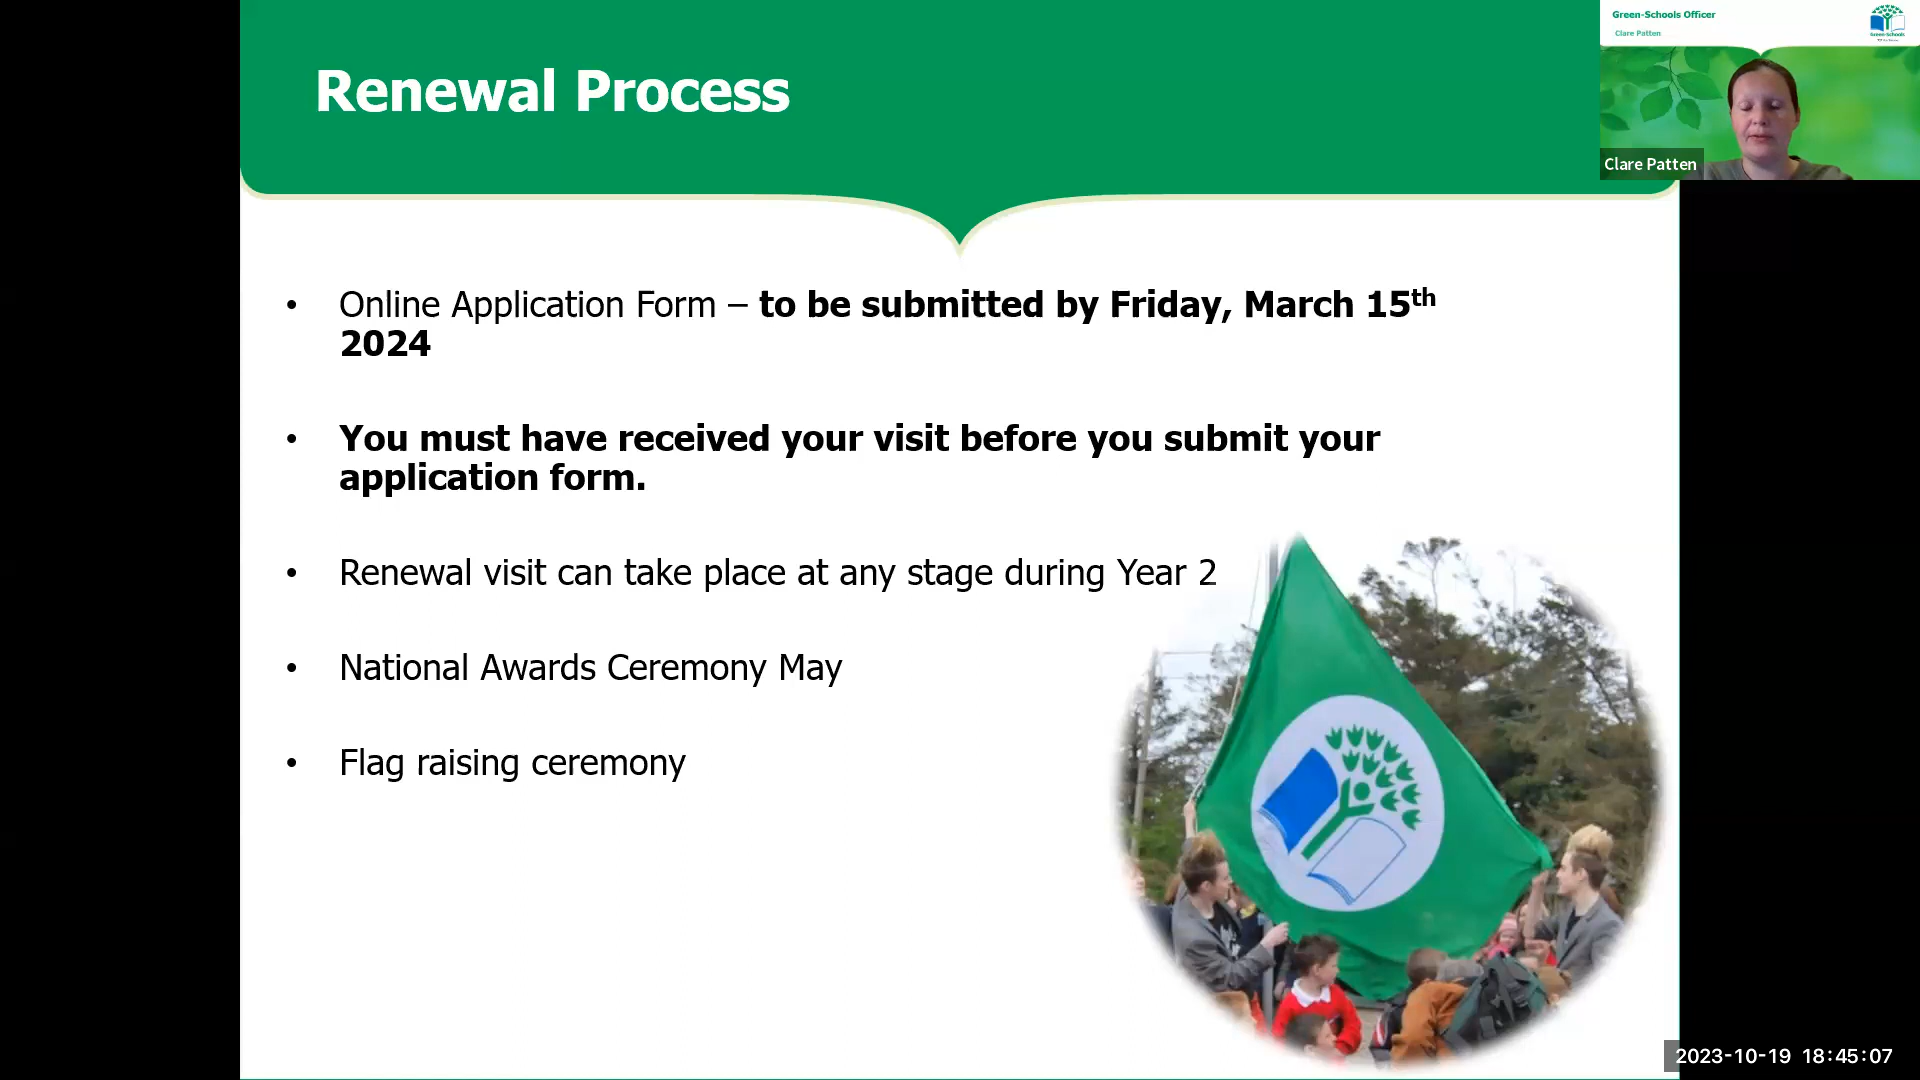 Renewal Process
Green-Schools Officer
Clare Patten
Green-Schools
Clare Patten
• Online Application Form – to be submitted by Friday, March 15th
2024
• You must have received your visit before you submit your
application form.
• Renewal visit can take place at any stage during Year 2
• National Awards Ceremony May
• Flag raising ceremony
2023-10-19 18:45:07